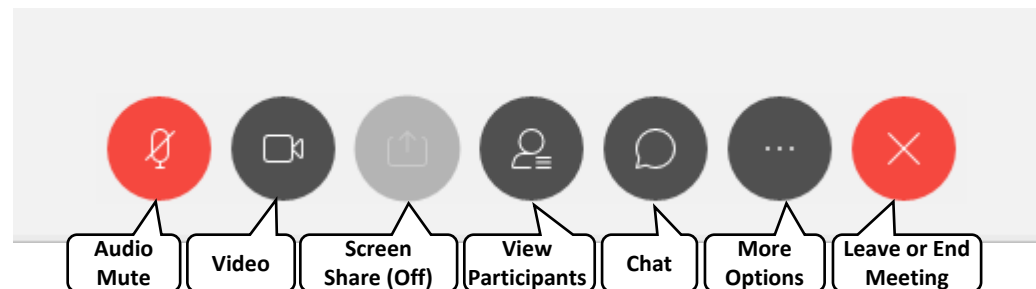 Audio
Mute
Video
Screen
Share (Off)
View
Participants
Chat
More
Options
Leave or End
Meeting